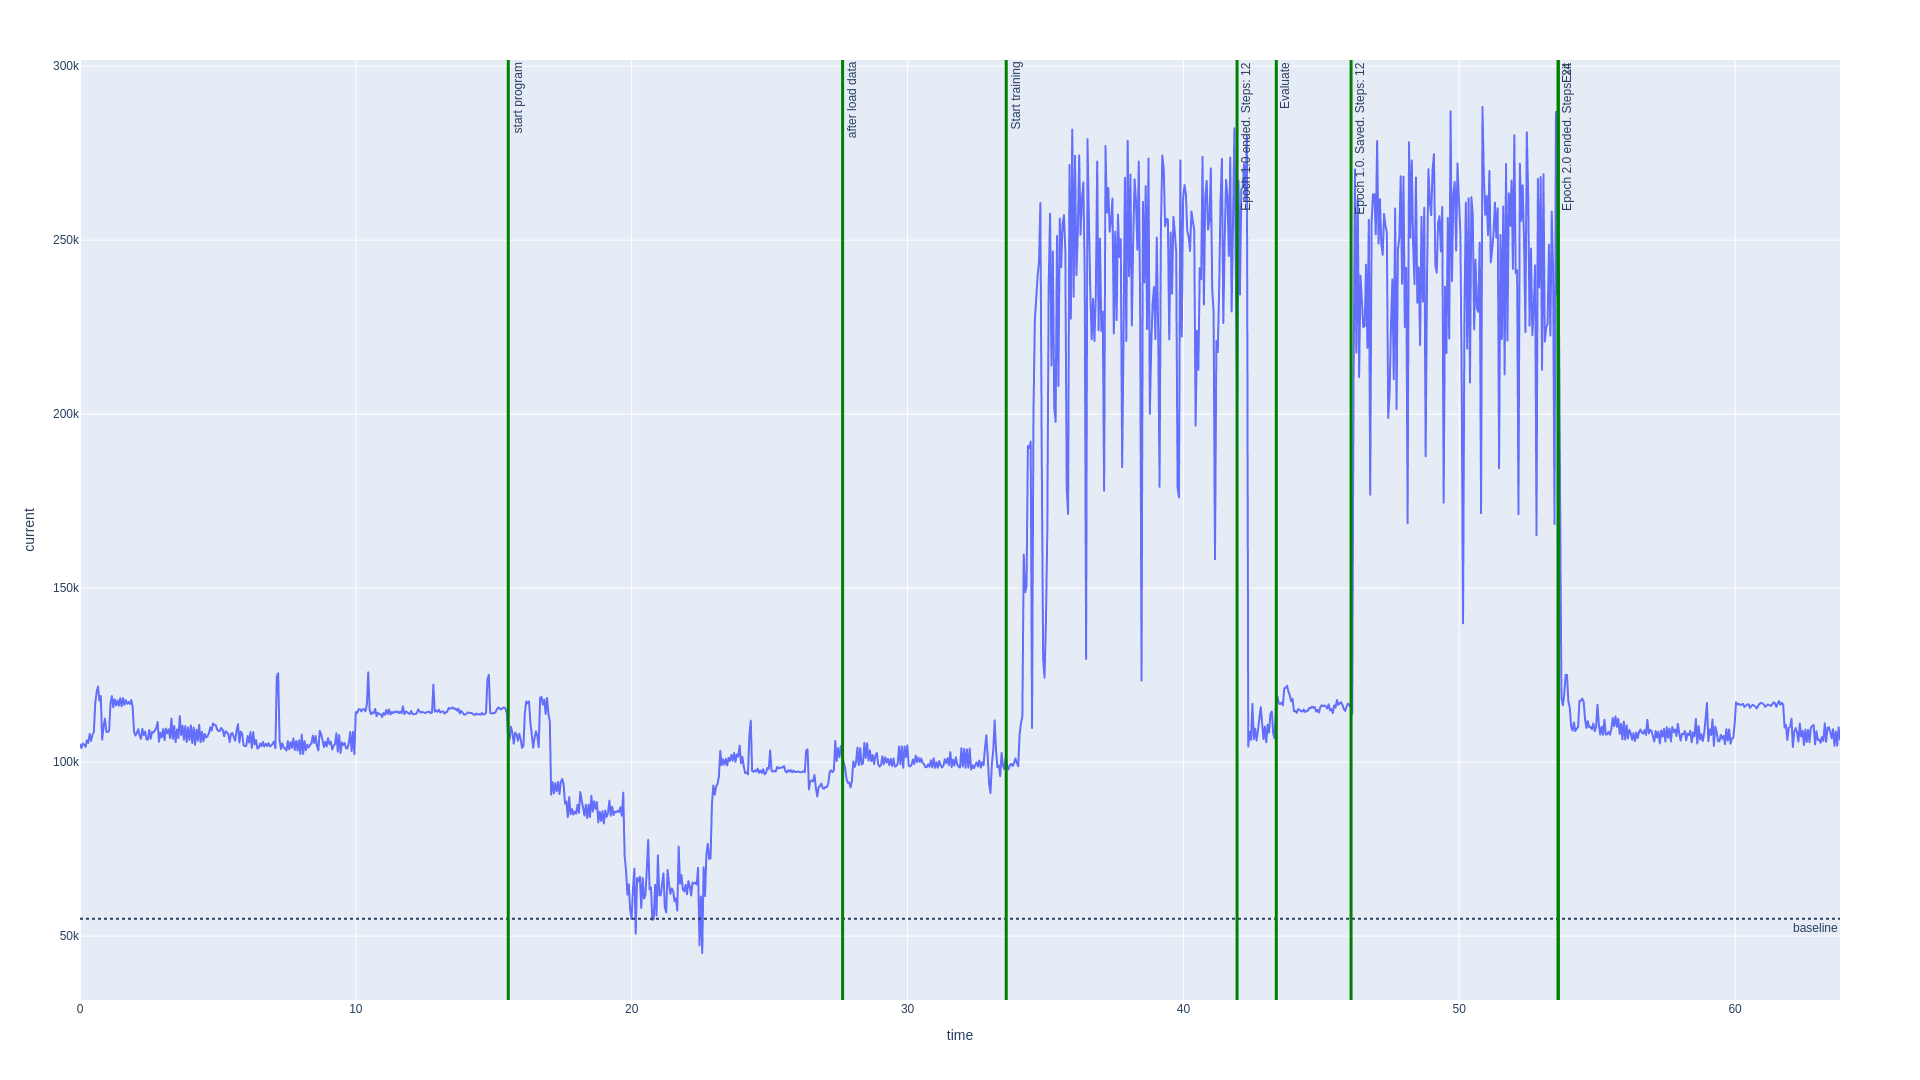 300k
250k
200k
150k
100k
50k
current
0
10
20
30
40
50
60
time
start program
after load data
Start training
Epoch 1.0 ended. Steps: 12
Evaluate
Epoch 1.0. Saved. Steps: 12
Epoch 2.0 ended. Steps: 24
baseline